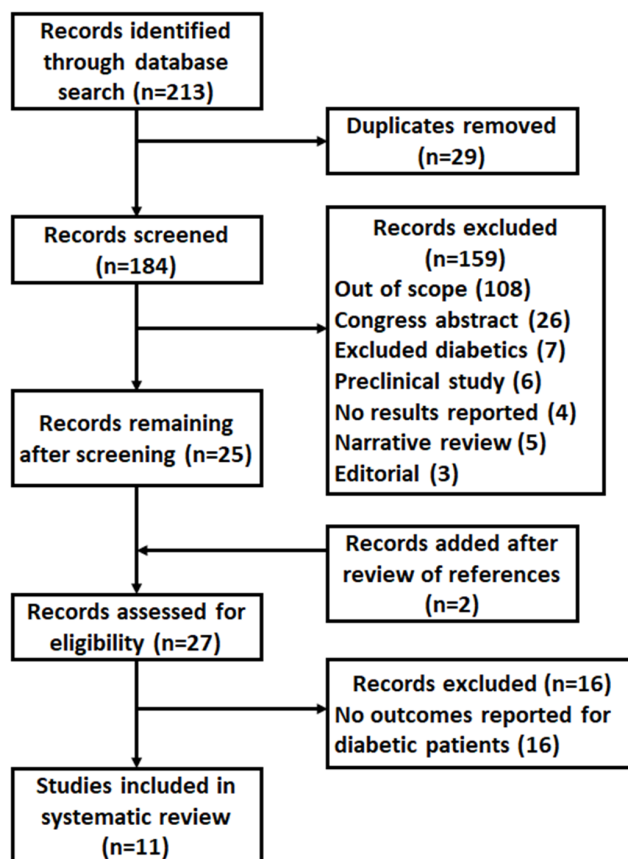 Records identified
through database
search (n=213)
Duplicates removed
(n=29)
Records screened
(n=184)
Records excluded
(n=159)
Out of scope (108)
Congress abstract (26)
Excluded diabetics (7)
Preclinical study (6)
No results reported (4)
Narrative review (5)
Editorial (3)
Records remaining
after screening (n=25)
Records added after
review of references
(n=2)
Records assessed for
eligibility (n=27)
Records excluded (n=16)
No outcomes reported for
diabetic patients (16)
Studies included in
systematic review
(n=11)